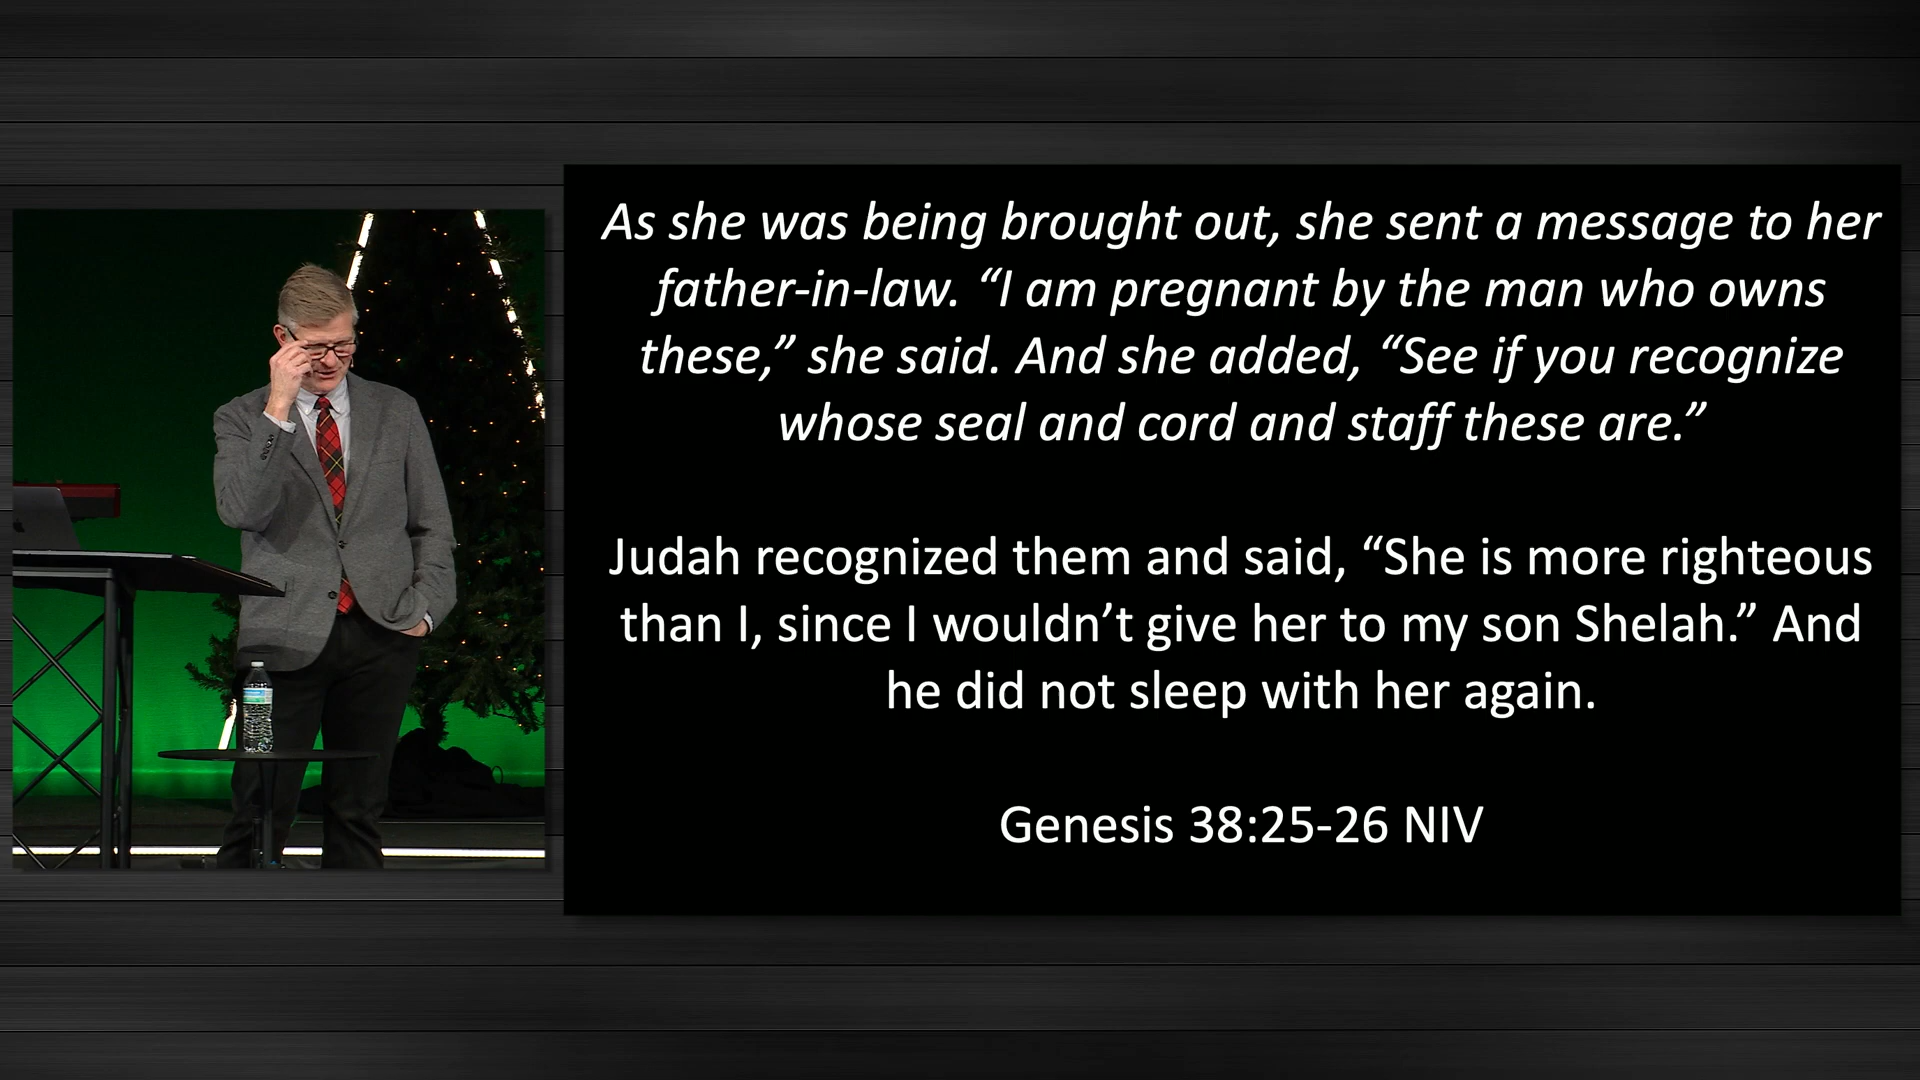 As she was being brought out, she sent a message to her
father-in-law. “I am pregnant by the man who owns
these,” she said. And she added, “See if you recognize
whose seal and cord and staff these are.”
Judah recognized them and said, “She is more righteous
than I, since I wouldn’t give her to my son Shelah.” And
he did not sleep with her again.
Genesis 38:25-26 NIV